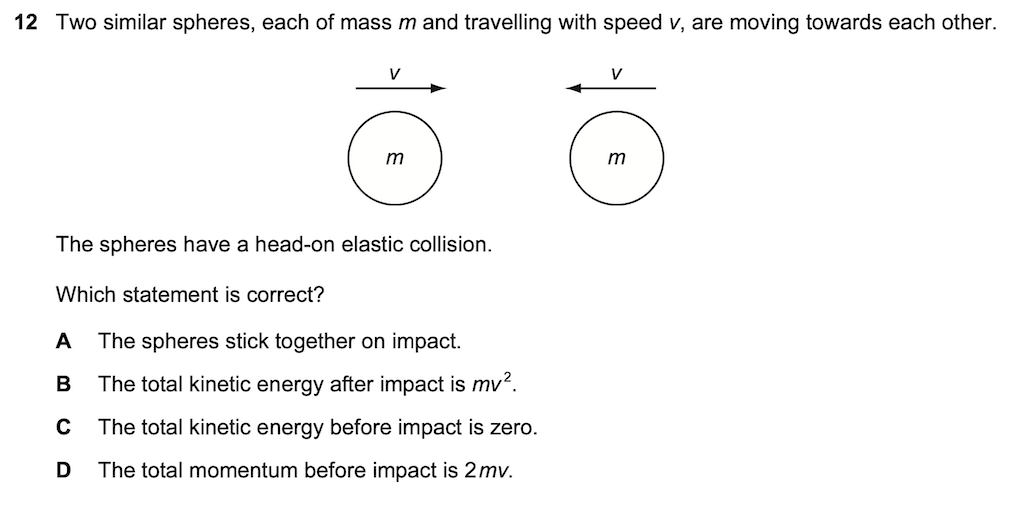 12 Two similar spheres, each of mass m and travelling with speed v, are moving towards each other.
v v
m m
The spheres have a head-on elastic collision.
Which statement is correct?
A The spheres stick together on impact.
B The total kinetic energy after impact is mv².
C The total kinetic energy before impact is zero.
D The total momentum before impact is 2mv.